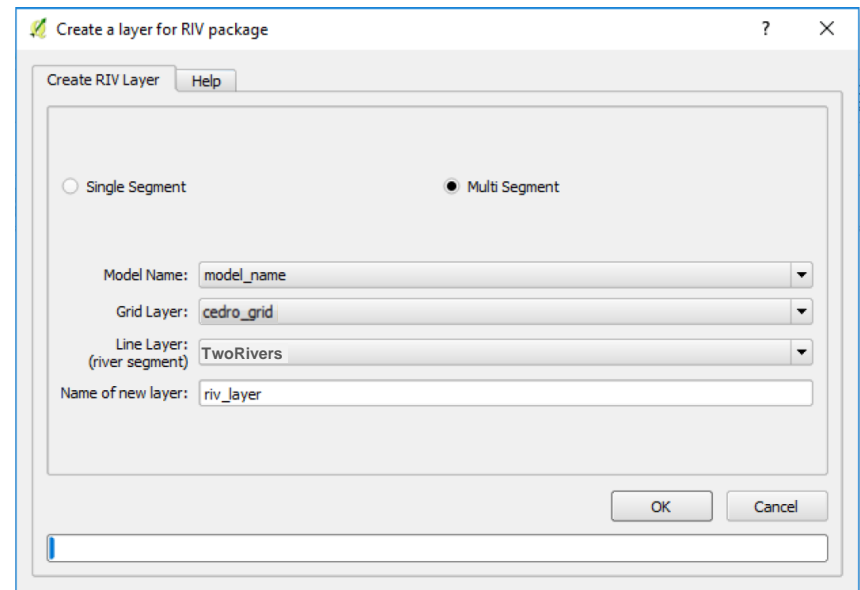 Create a layer for RIV package ?
Create RIV Layer Help
Single Segment Multi Segment
Model Name: model_name
Grid Layer: cedro_grid
Line Layer:
(river segment) TwoRivers
Name of new layer: riv_layer
OK Cancel